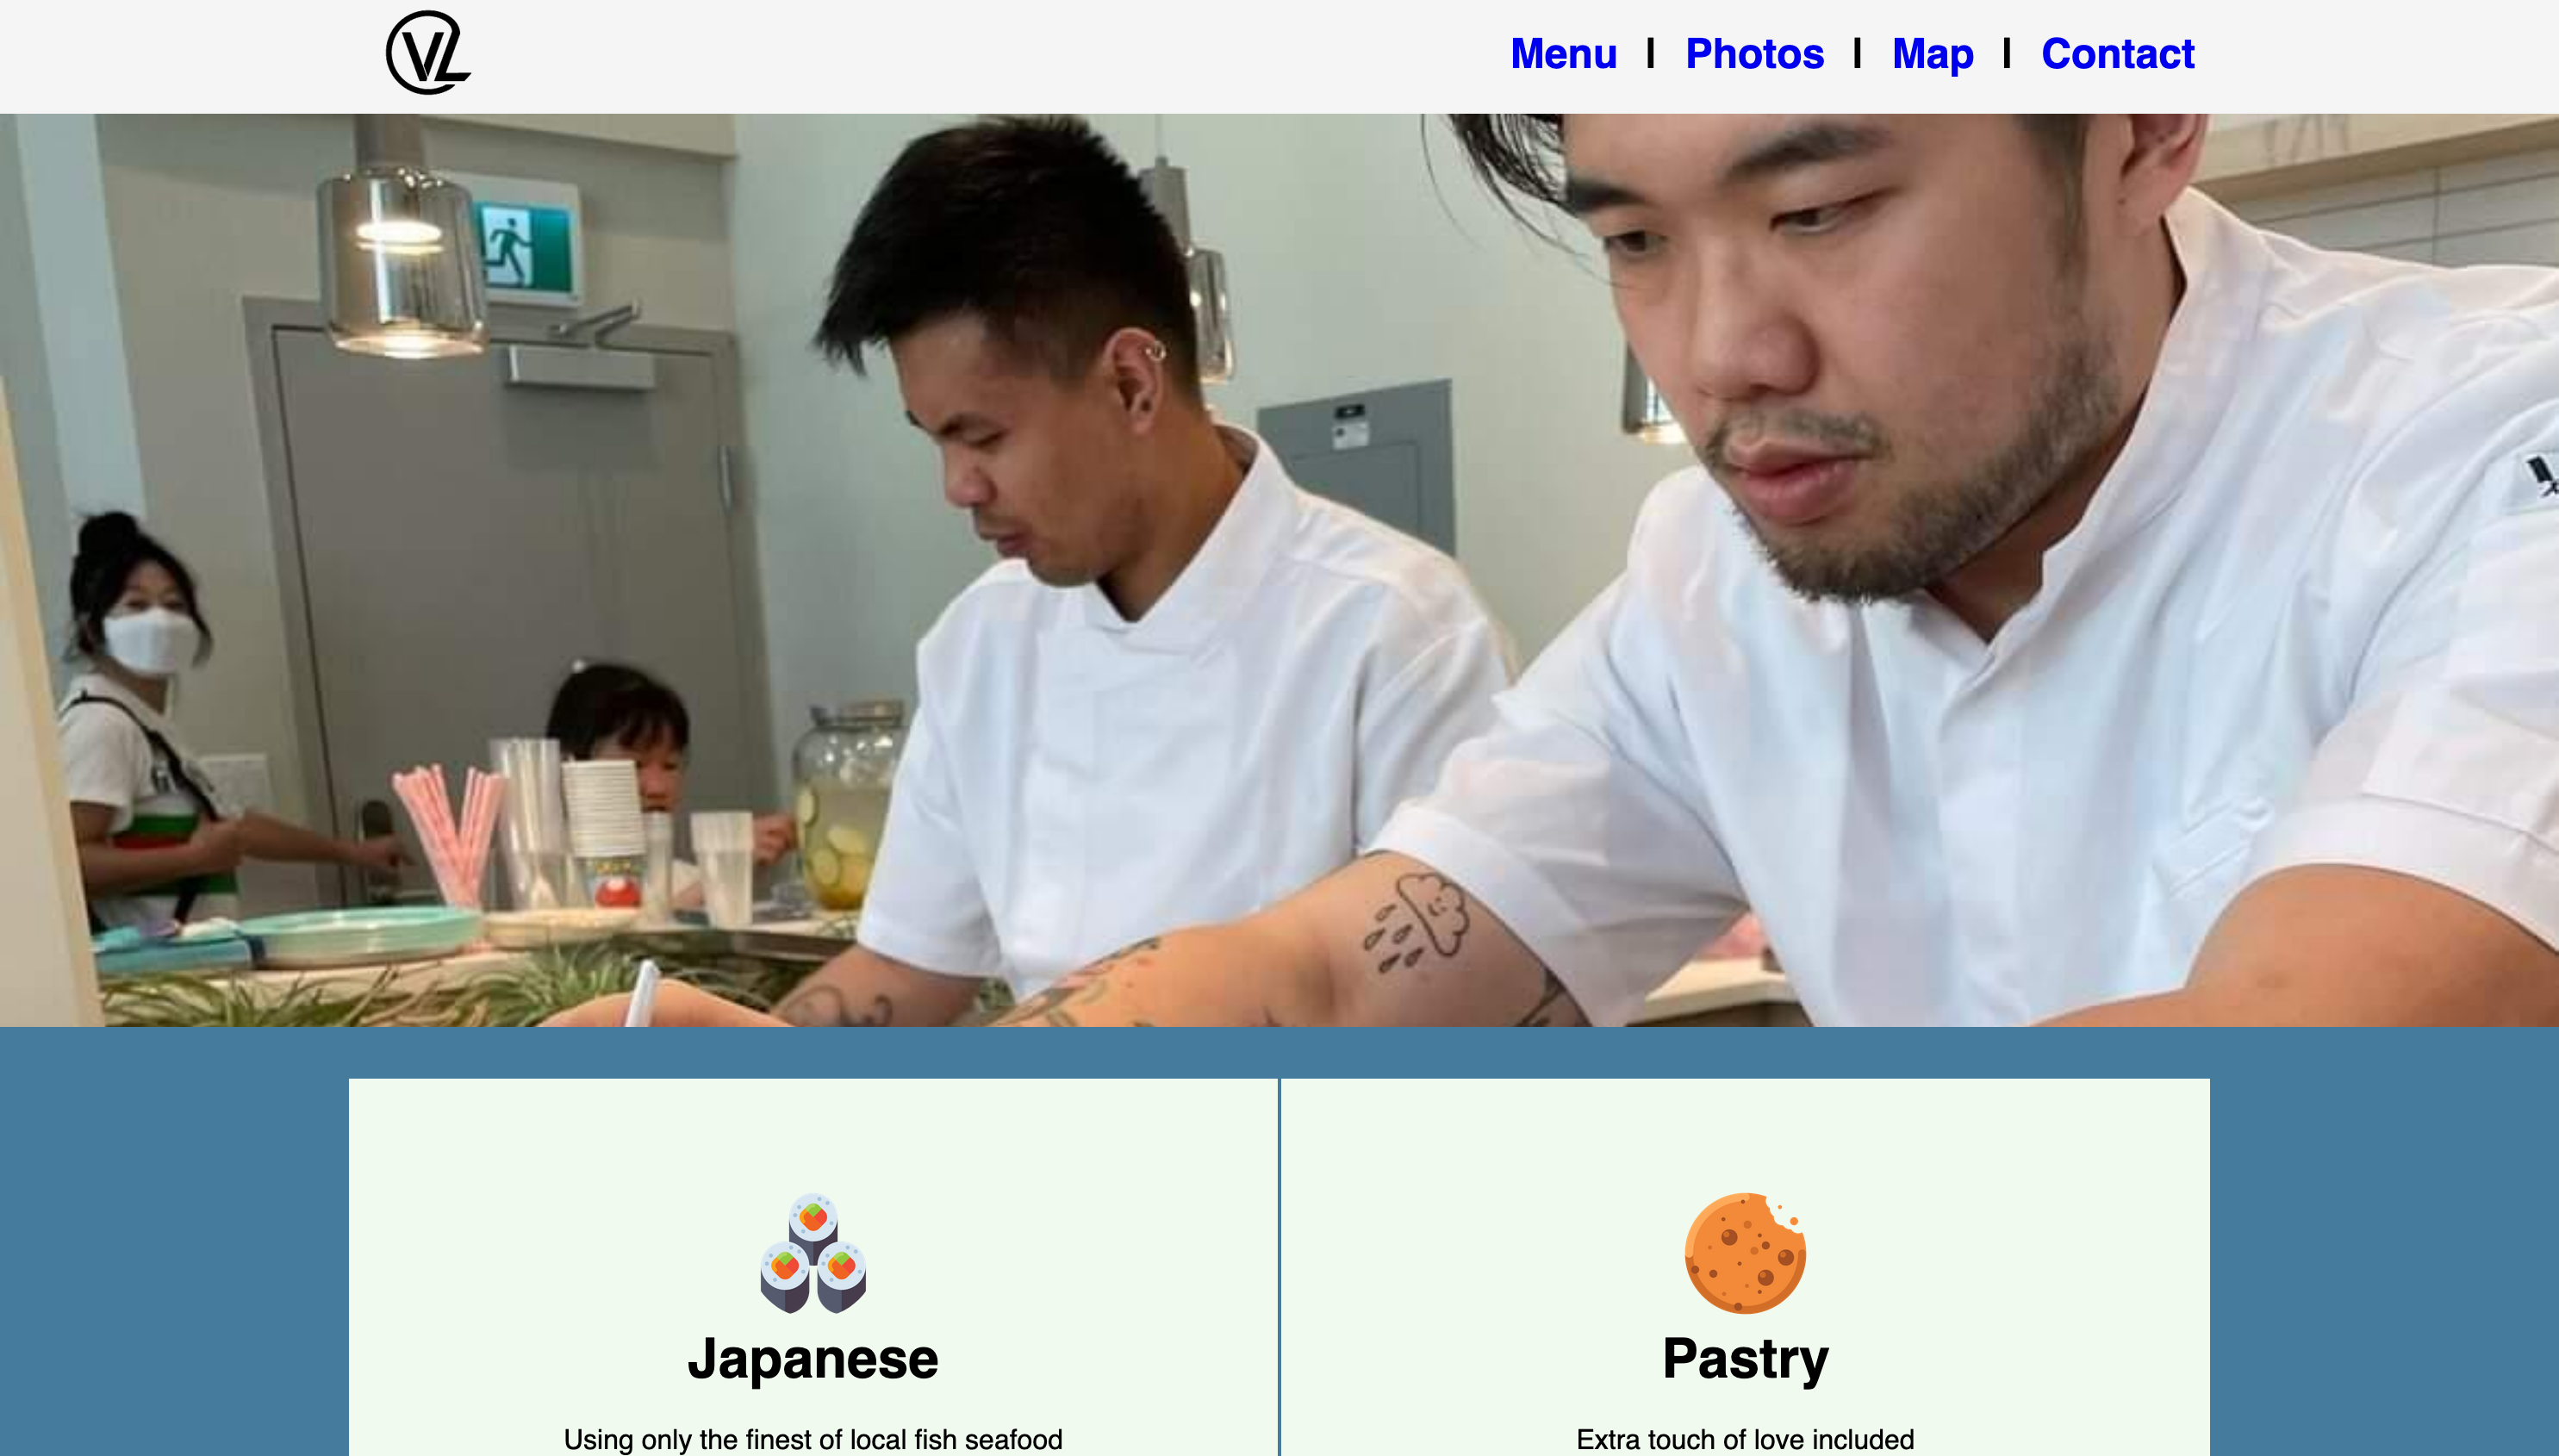 VL
Menu | Photos | Map | Contact
Japanese
Pastry
Using only the finest of local fish seafood
Extra touch of love included